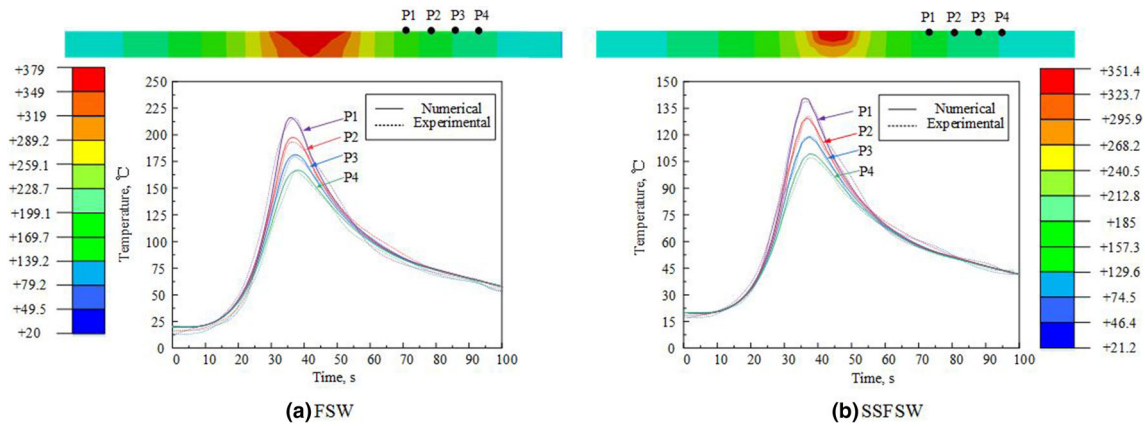 P1 P2 P3 P4
+379
+349
+319
+289.2
+259.1
+228.7
+199.1
+169.7
+139.2
+79.2
+49.5
+20
Temperature, ℃
250
225
200
175
150
125
100
75
50
25
0
Numerical
Experimental
P1
P2
P3
P4
0 10 20 30 40 50 60 70 80 90 100
Time, s
(a) FSW
P1 P2 P3 P4
Temperature, ℃
150
135
120
105
90
75
60
45
30
15
Numerical
Experimental
P1
P2
P3
P4
0 10 20 30 40 50 60 70 80 90 100
Time, s
+351.4
+323.7
+295.9
+268.2
+240.5
+212.8
+185
+157.3
+129.6
+74.5
+46.4
+21.2
(b) SSFSW